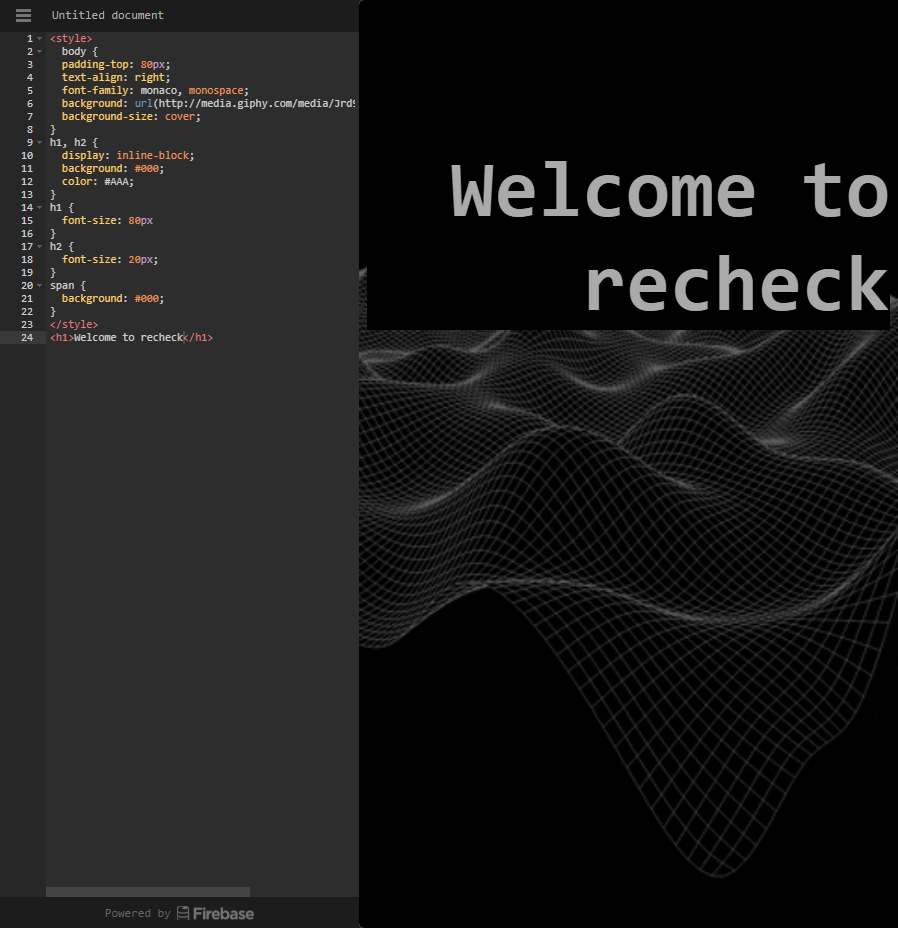 Untitled document
1 <style>
2 body {
3 padding-top: 80px;
4 text-align: right;
5 font-family: monaco, monospace;
6 background: url(http://media.giphy.com/media/Jrd
7 background-size: cover;
8 }
9 h1, h2 {
10 display: inline-block;
11 background: #000;
12 color: #AAA;
13 }
14 h1 {
15 font-size: 80px
16 }
17 h2 {
18 font-size: 20px;
19 }
20 span {
21 background: #000;
22 }
23 </style>
24 <h1>Welcome to recheck</h1>
Powered by Firebase
Welcome to
recheck